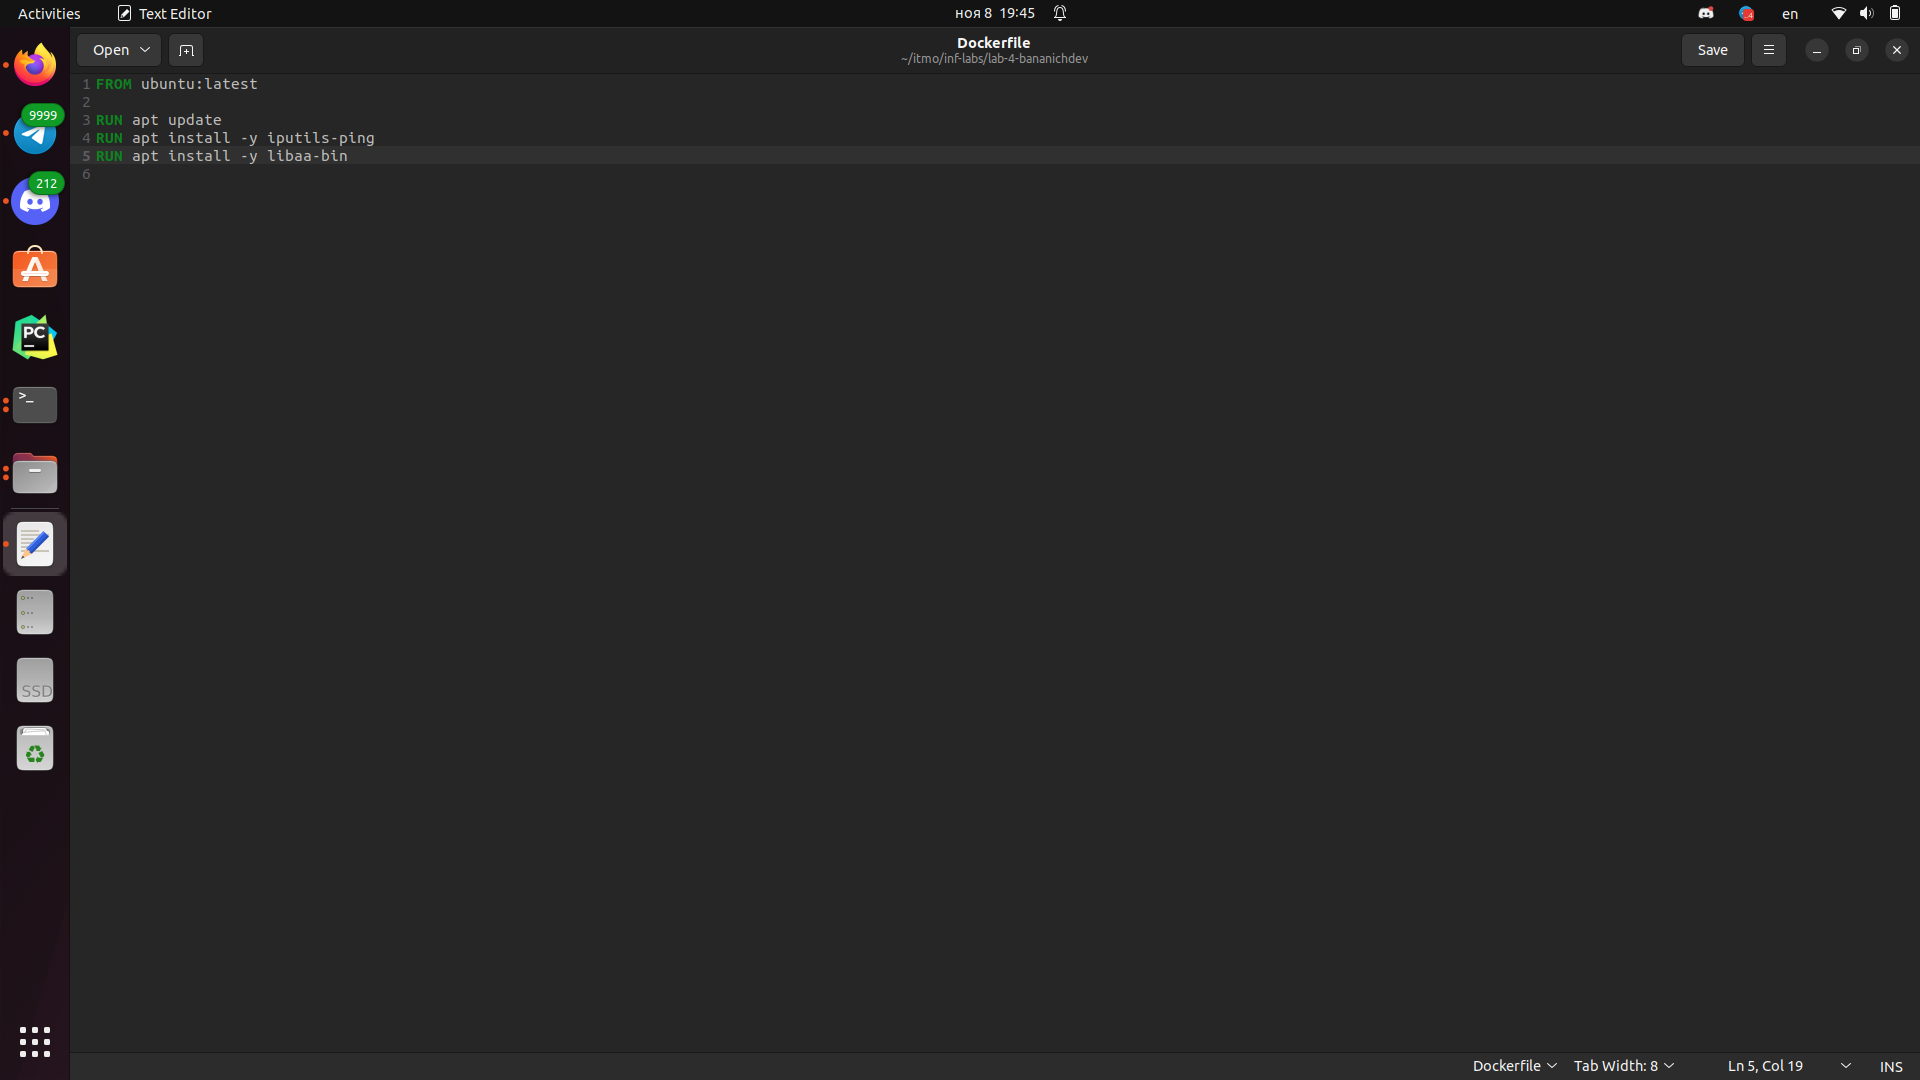 Activities
Text Editor
ноя 8 19:45
en
Open
Dockerfile
~/itmo/inf-labs/lab-4-bananichdev
Save
9999
212
PC
>_
SSD
1 FROM ubuntu:latest
2
3 RUN apt update
4 RUN apt install -y iputils-ping
5 RUN apt install -y libaa-bin
6
Dockerfile
Tab Width: 8
Ln 5, Col 19
INS